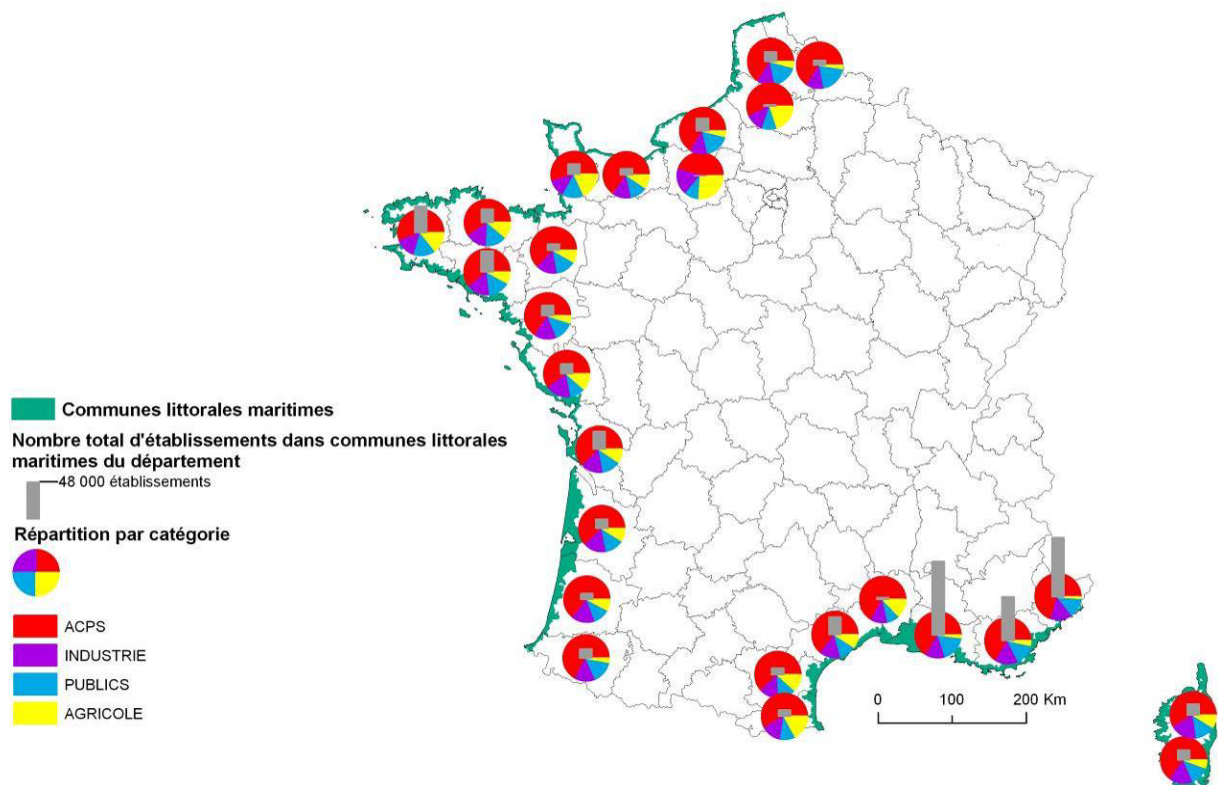 Communes littorales maritimes
Nombre total d'établissements dans communes littorales
maritimes du département
48 000 établissements
Répartition par catégorie
ACPS
INDUSTRIE
PUBLICS
AGRICOLE
0 100 200 Km